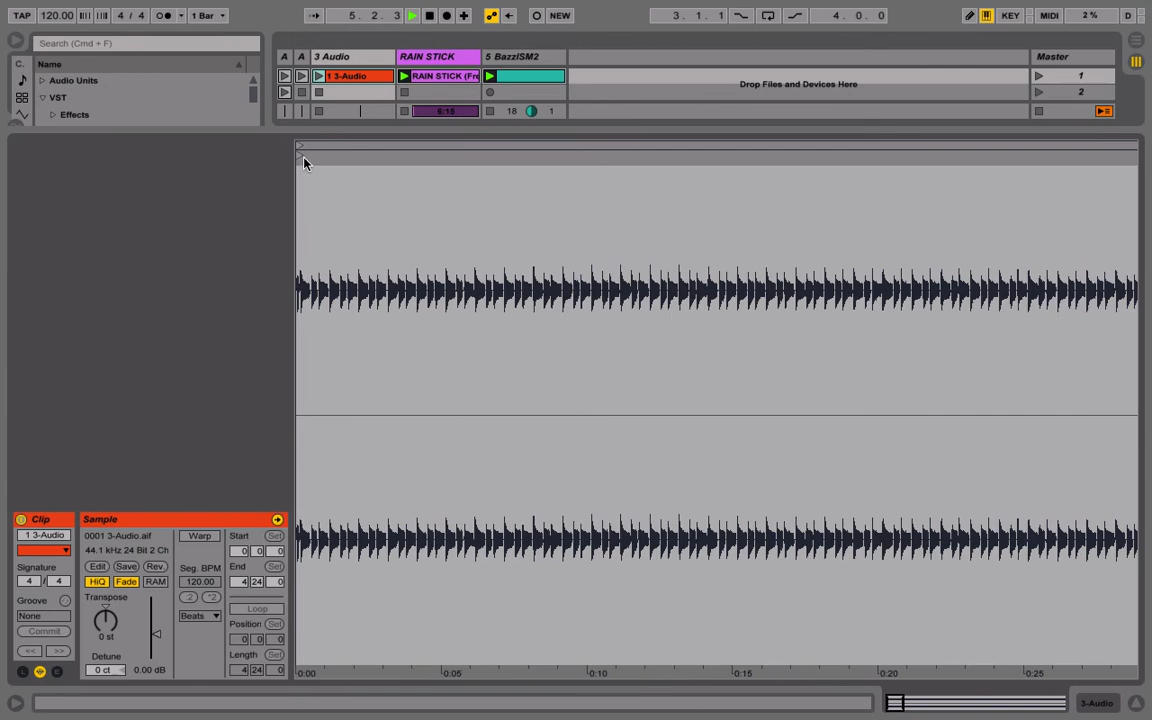 TAP 120.00 4 / 4 1 Bar 5. 2. 3 NEW 3. 1. 1 4. 0. 0 KEY MIDI 2 % D
Search (Cmd + F)
C. Name
Audio Units
VST
Effects
A A 3 Audio RAIN STICK 5 BazzISM2 Master
1 3-Audio RAIN STICK (Fre 1
2
Drop Files and Devices Here
6:15 18 1
Clip Sample
1 3-Audio 0001 3-Audio.aif Warp Start Set
44.1 kHz 24 Bit 2 Ch 0 0 0
Signature Edit Save Rev. Seg. BPM End Set
4 / 4 HiQ Fade RAM 120.00 4 24 0
Groove Transpose :2 *2 Loop
None Beats
Commit 0 st Position Set
<< >> 0 0 0
Detune Length Set
L E 0 ct 0.00 dB 4 24 0
0:00 0:05 0:10 0:15 0:20 0:25
3-Audio